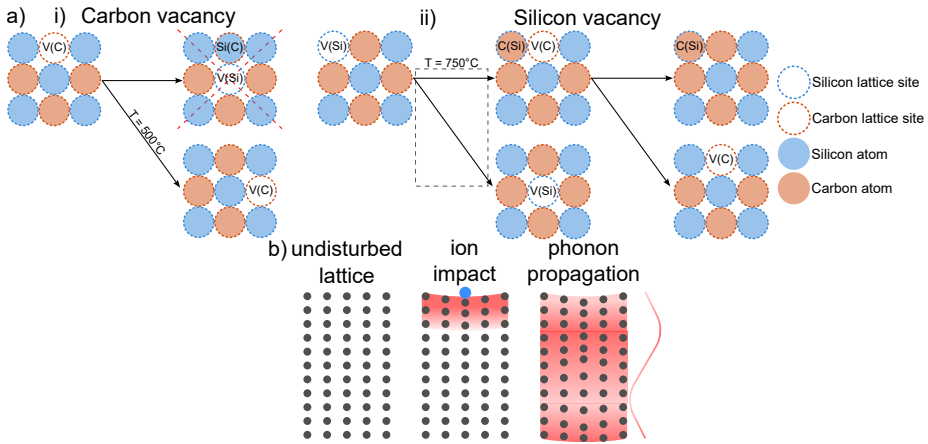 a) i) Carbon vacancy
V(C)
Si(C)
V(Si)
T = 500°C
V(C)
ii) Silicon vacancy
V(Si)
T = 750°C
C(Si) V(C)
V(Si)
C(Si)
V(C)
Silicon lattice site
Carbon lattice site
Silicon atom
Carbon atom
b) undisturbed
lattice
ion
impact
phonon
propagation